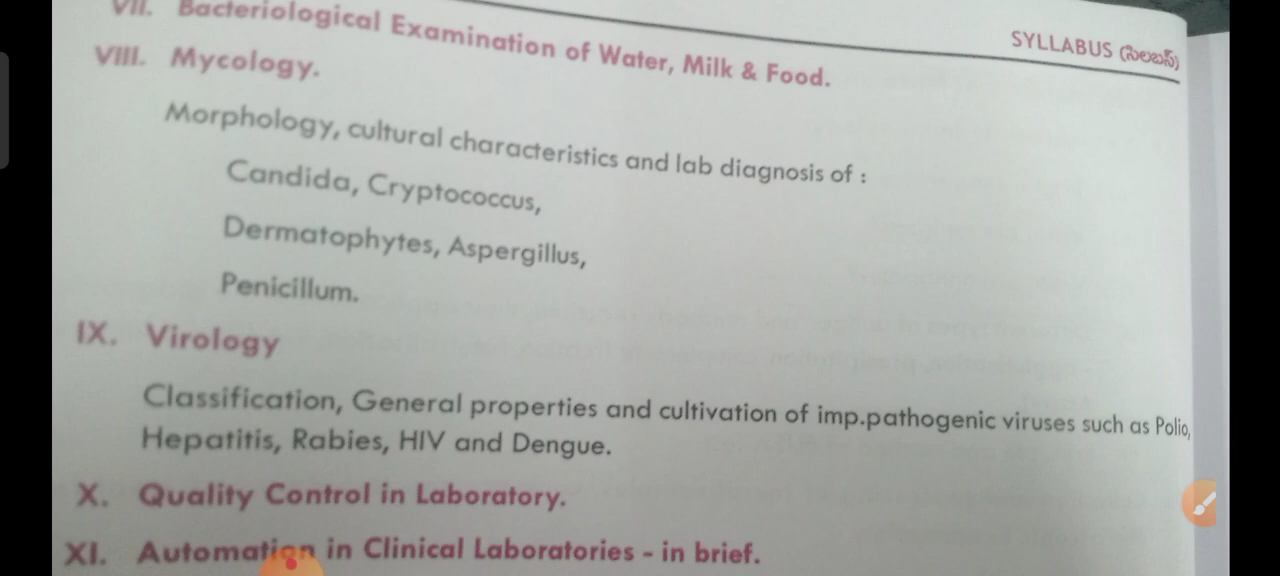 SYLLABUS (సిలబస్)
VII. Bacteriological Examination of Water, Milk & Food.
VIII. Mycology.
Morphology, cultural characteristics and lab diagnosis of :
Candida, Cryptococcus,
Dermatophytes, Aspergillus,
Penicillum.
IX. Virology
Classification, General properties and cultivation of imp.pathogenic viruses such as Polio,
Hepatitis, Rabies, HIV and Dengue.
X. Quality Control in Laboratory.
XI. Automation in Clinical Laboratories - in brief.